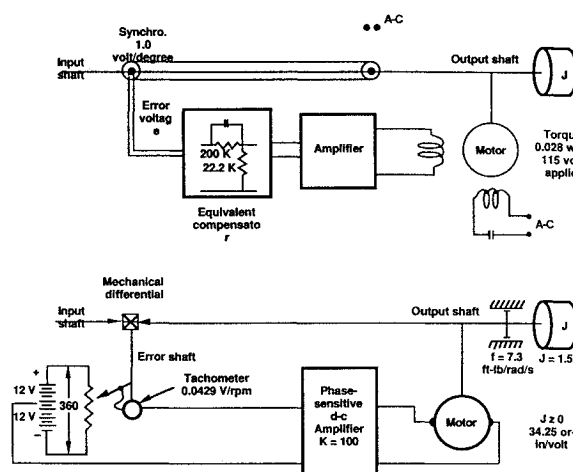 Synchro.
1.0
volt/degree
A-C
Input
shaft
Output shaft
J
Error
voltag
e
200 K
22.2 K
Amplifier
Motor
Torqu
0.028 w
115 vo
applic
Equivalent
compensato
r
A-C
Mechanical
differential
Input
shaft
Output shaft
J
Error shaft
f = 7.3
ft-lb/rad/s
J = 1.5
+
12 V
12 V
−
360
Tachometer
0.0429 V/rpm
Phase-
sensitive
d-c
Amplifier
K = 100
Motor
J ≥ 0
34.25 or-
in/volt